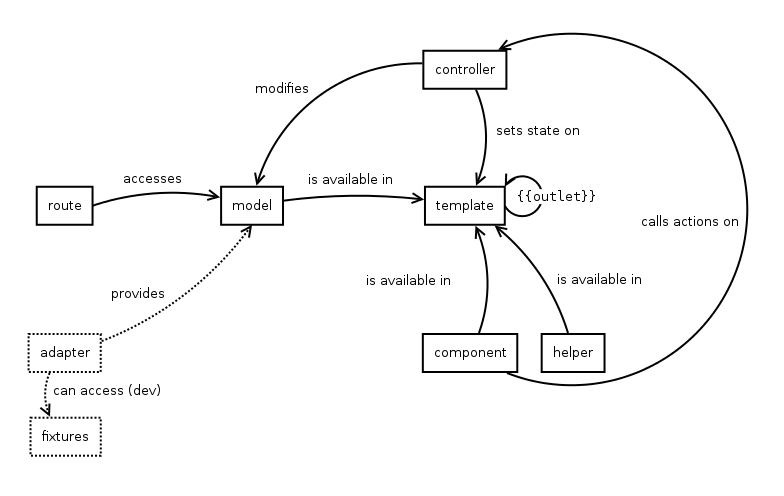 controller
modifies
sets state on
accesses
is available in
route
model
template
{{outlet}}
calls actions on
provides
is available in
is available in
adapter
component
helper
can access (dev)
fixtures